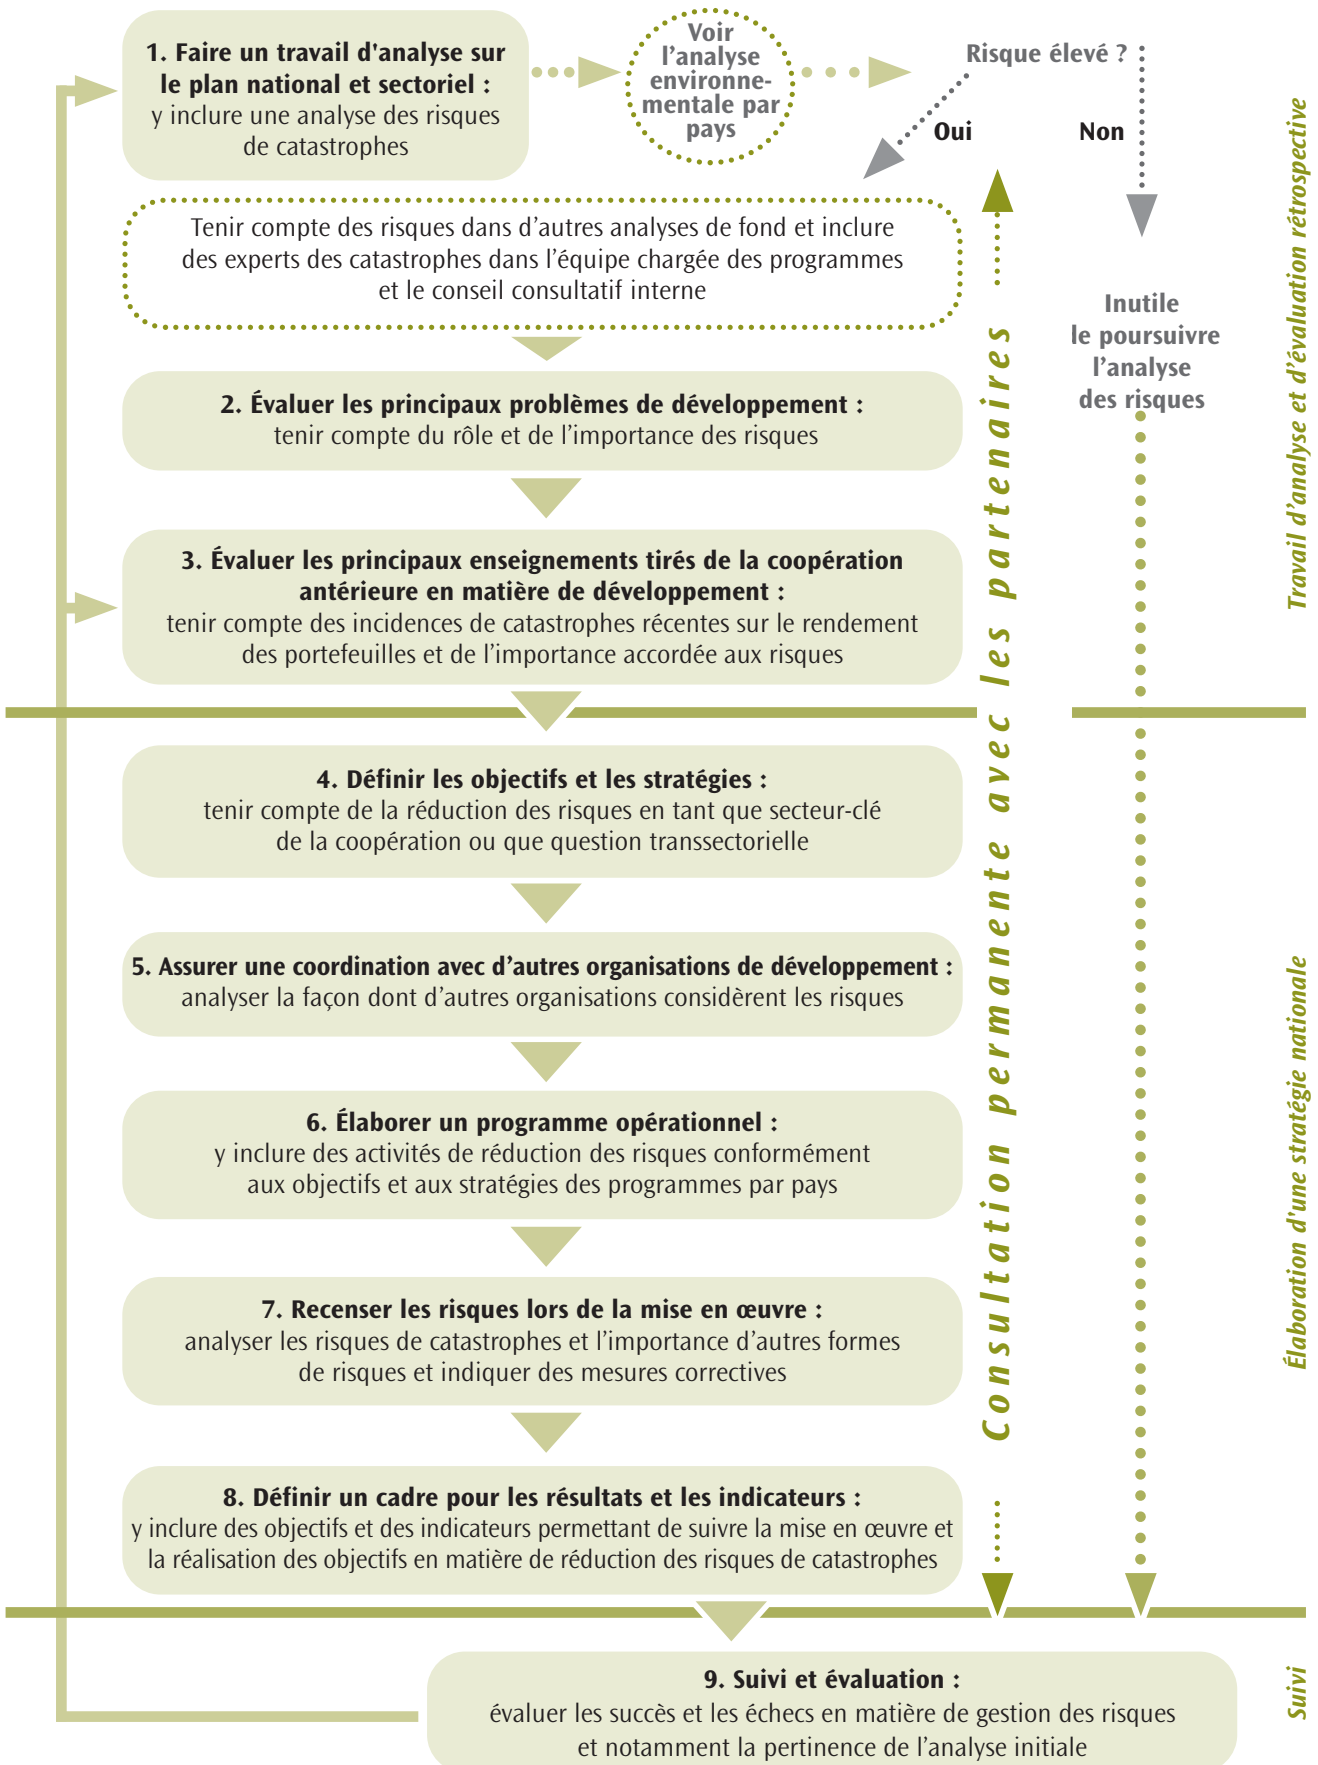 1. Faire un travail d'analyse sur
le plan national et sectoriel :
y inclure une analyse des risques
de catastrophes
Voir
l’analyse
environne-
mentale par
pays
Risque élevé ?
Oui
Non
Tenir compte des risques dans d’autres analyses de fond et inclure
des experts des catastrophes dans l’équipe chargée des programmes
et le conseil consultatif interne
Inutile
le poursuivre
l’analyse
des risques
2. Évaluer les principaux problèmes de développement :
tenir compte du rôle et de l’importance des risques
3. Évaluer les principaux enseignements tirés de la coopération
antérieure en matière de développement :
tenir compte des incidences de catastrophes récentes sur le rendement
des portefeuilles et de l’importance accordée aux risques
Consultation permanente avec les partenaires
Travail d’analyse et d’évaluation rétrospective
4. Définir les objectifs et les stratégies :
tenir compte de la réduction des risques en tant que secteur-clé
de la coopération ou que question transsectorielle
5. Assurer une coordination avec d’autres organisations de développement :
analyser la façon dont d’autres organisations considèrent les risques
6. Élaborer un programme opérationnel :
y inclure des activités de réduction des risques conformément
aux objectifs et aux stratégies des programmes par pays
7. Recenser les risques lors de la mise en œuvre :
analyser les risques de catastrophes et l’importance d’autres formes
de risques et indiquer des mesures correctives
8. Définir un cadre pour les résultats et les indicateurs :
y inclure des objectifs et des indicateurs permettant de suivre la mise en œuvre et
la réalisation des objectifs en matière de réduction des risques de catastrophes
Élaboration d'une stratégie nationale
9. Suivi et évaluation :
évaluer les succès et les échecs en matière de gestion des risques
et notamment la pertinence de l’analyse initiale
Suivi